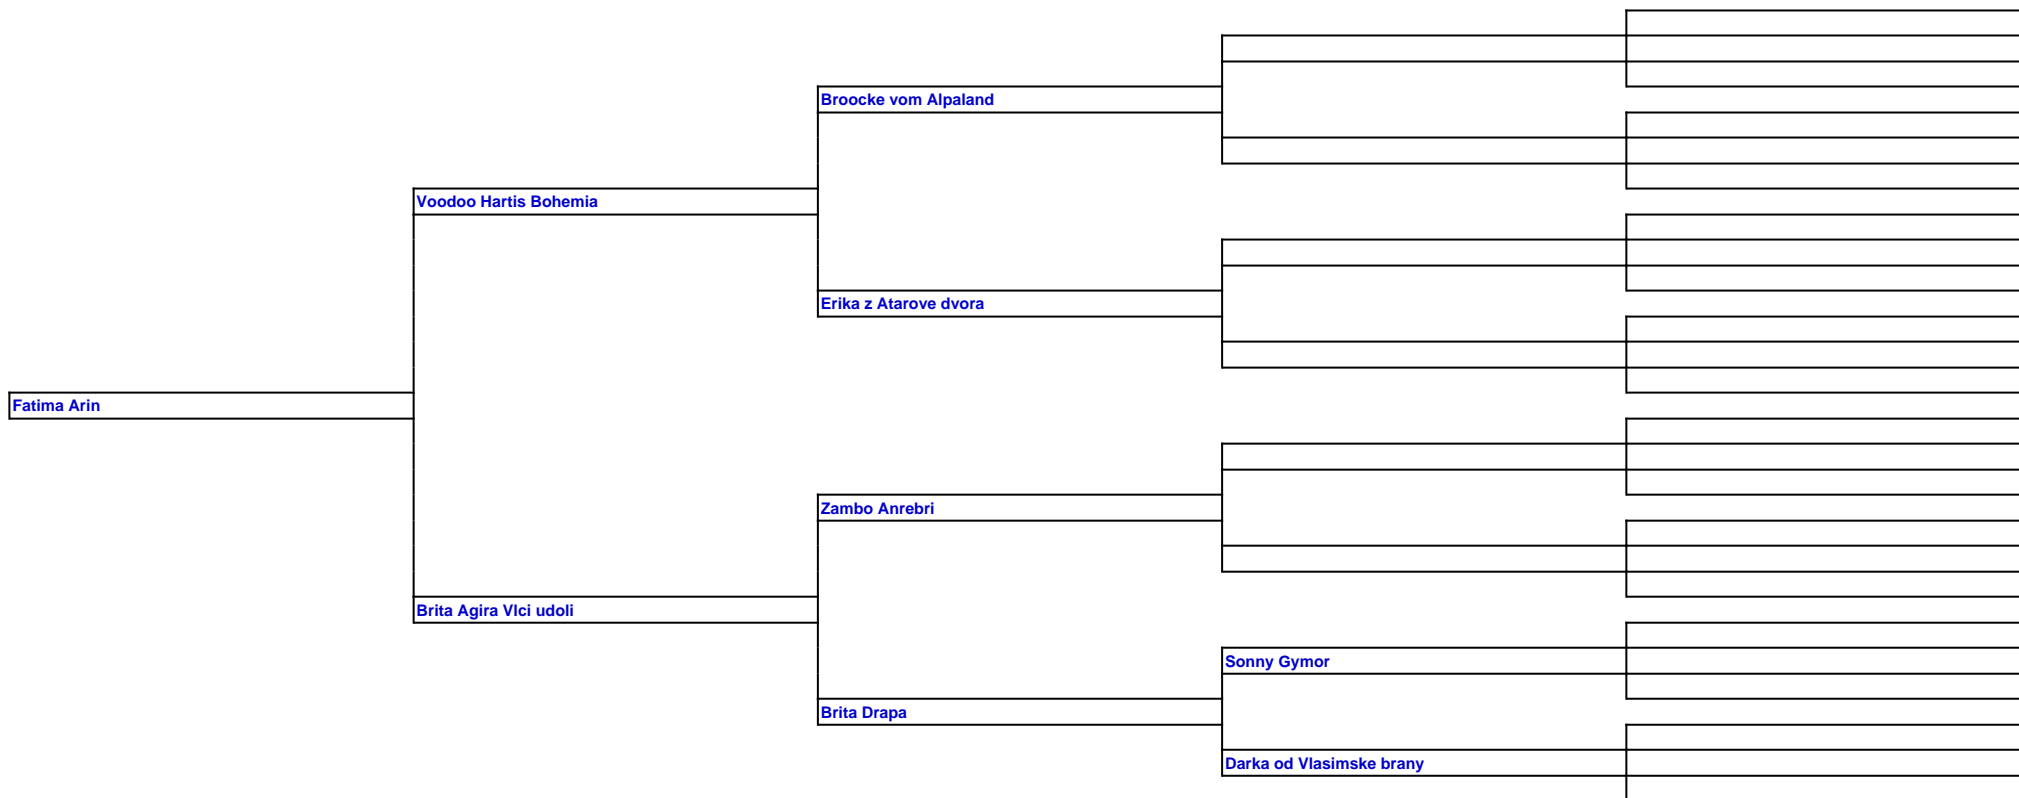 Broocke vom Alpaland
Voodoo Hartis Bohemia
Erika z Atarove dvora
Fatima Arin
Zambo Anrebri
Brita Agira Vlci udoli
Sonny Gymor
Brita Drapa
Darka od Vlasimske brany